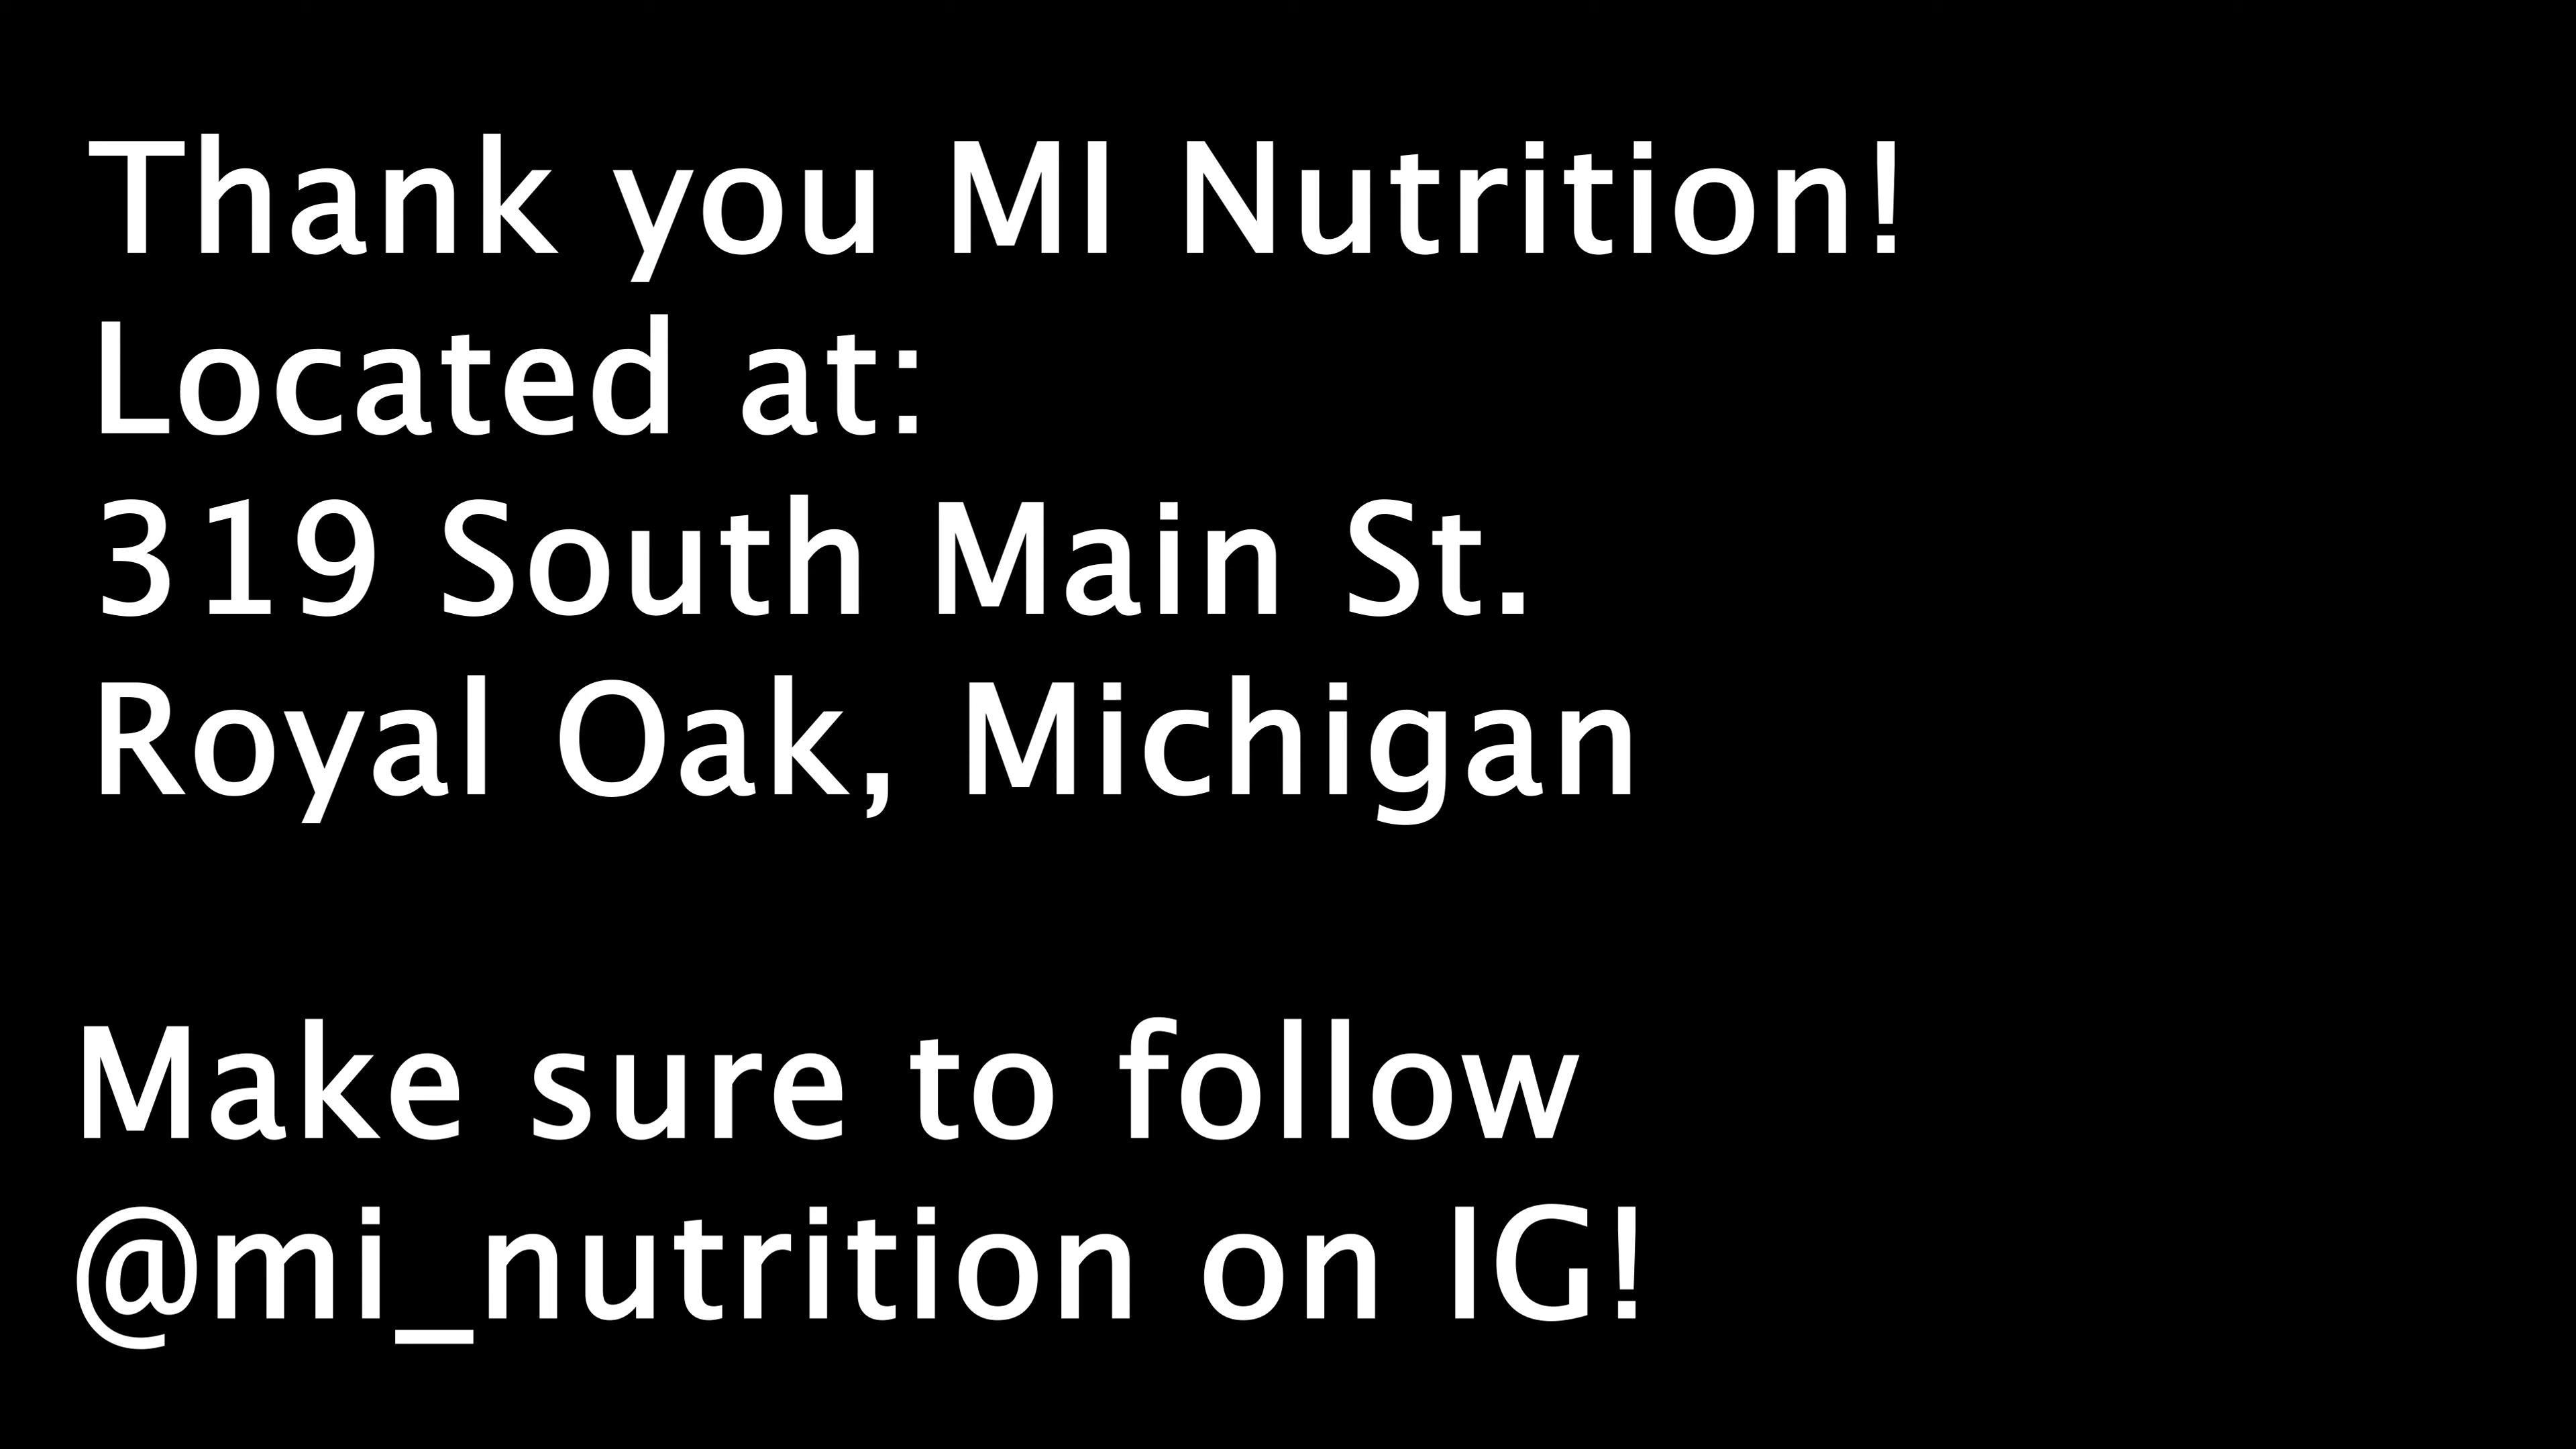 Thank you MI Nutrition!
Located at:
319 South Main St.
Royal Oak, Michigan
Make sure to follow
@mi_nutrition on IG!